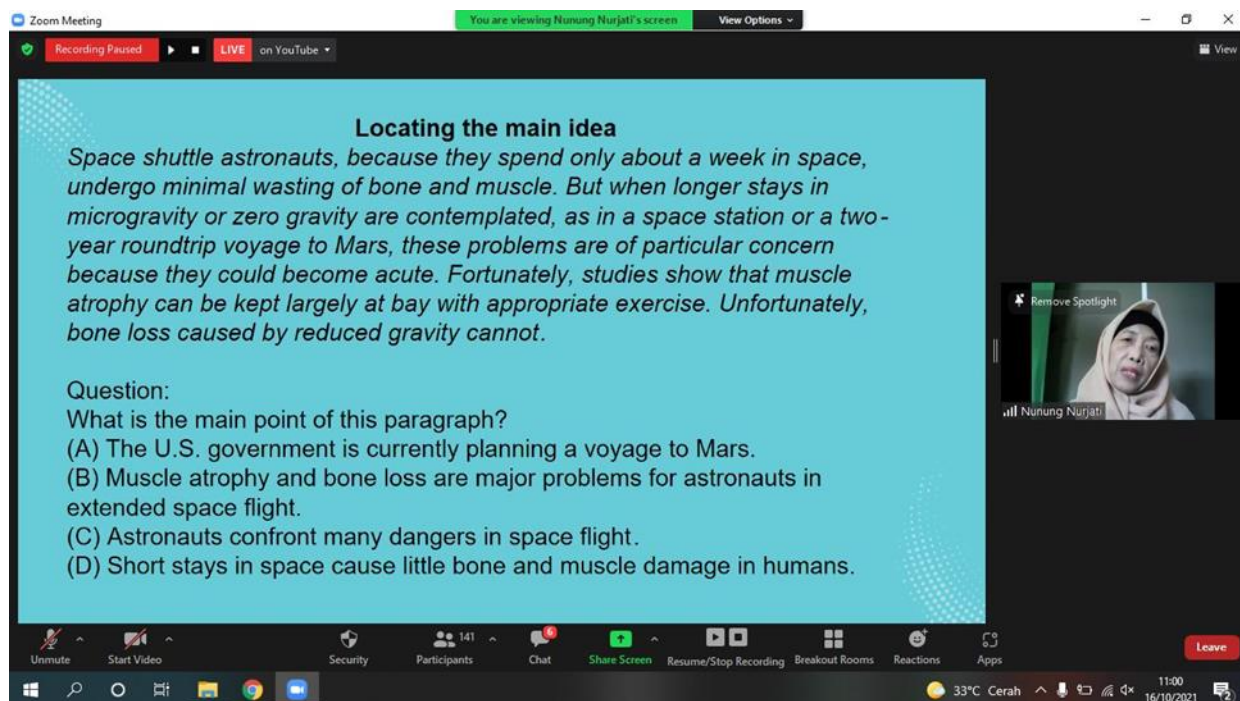 Zoom Meeting
You are viewing Nunung Nurjati's screen
View Options
Recording Paused
LIVE on YouTube
View
Locating the main idea
Space shuttle astronauts, because they spend only about a week in space,
undergo minimal wasting of bone and muscle. But when longer stays in
microgravity or zero gravity are contemplated, as in a space station or a two-
year roundtrip voyage to Mars, these problems are of particular concern
because they could become acute. Fortunately, studies show that muscle
atrophy can be kept largely at bay with appropriate exercise. Unfortunately,
bone loss caused by reduced gravity cannot.
Question:
What is the main point of this paragraph?
(A) The U.S. government is currently planning a voyage to Mars.
(B) Muscle atrophy and bone loss are major problems for astronauts in
extended space flight.
(C) Astronauts confront many dangers in space flight.
(D) Short stays in space cause little bone and muscle damage in humans.
Remove Spotlight
Nunung Nurjati
141
6
Unmute
Start Video
Security
Participants
Chat
Share Screen
Resume/Stop Recording
Breakout Rooms
Reactions
Apps
Leave
33°C Cerah
11:00
16/10/2021
2